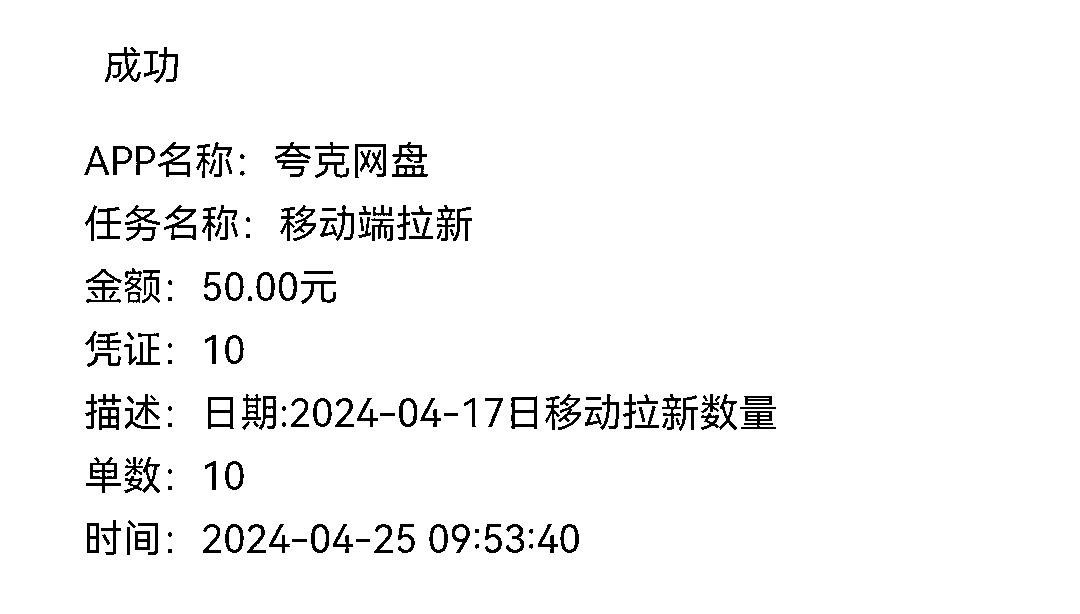 成功
APP名称：夸克网盘
任务名称：移动端拉新
金额：50.00元
凭证：10
描述：日期:2024-04-17日移动拉新数量
单数：10
时间：2024-04-25 09:53:40